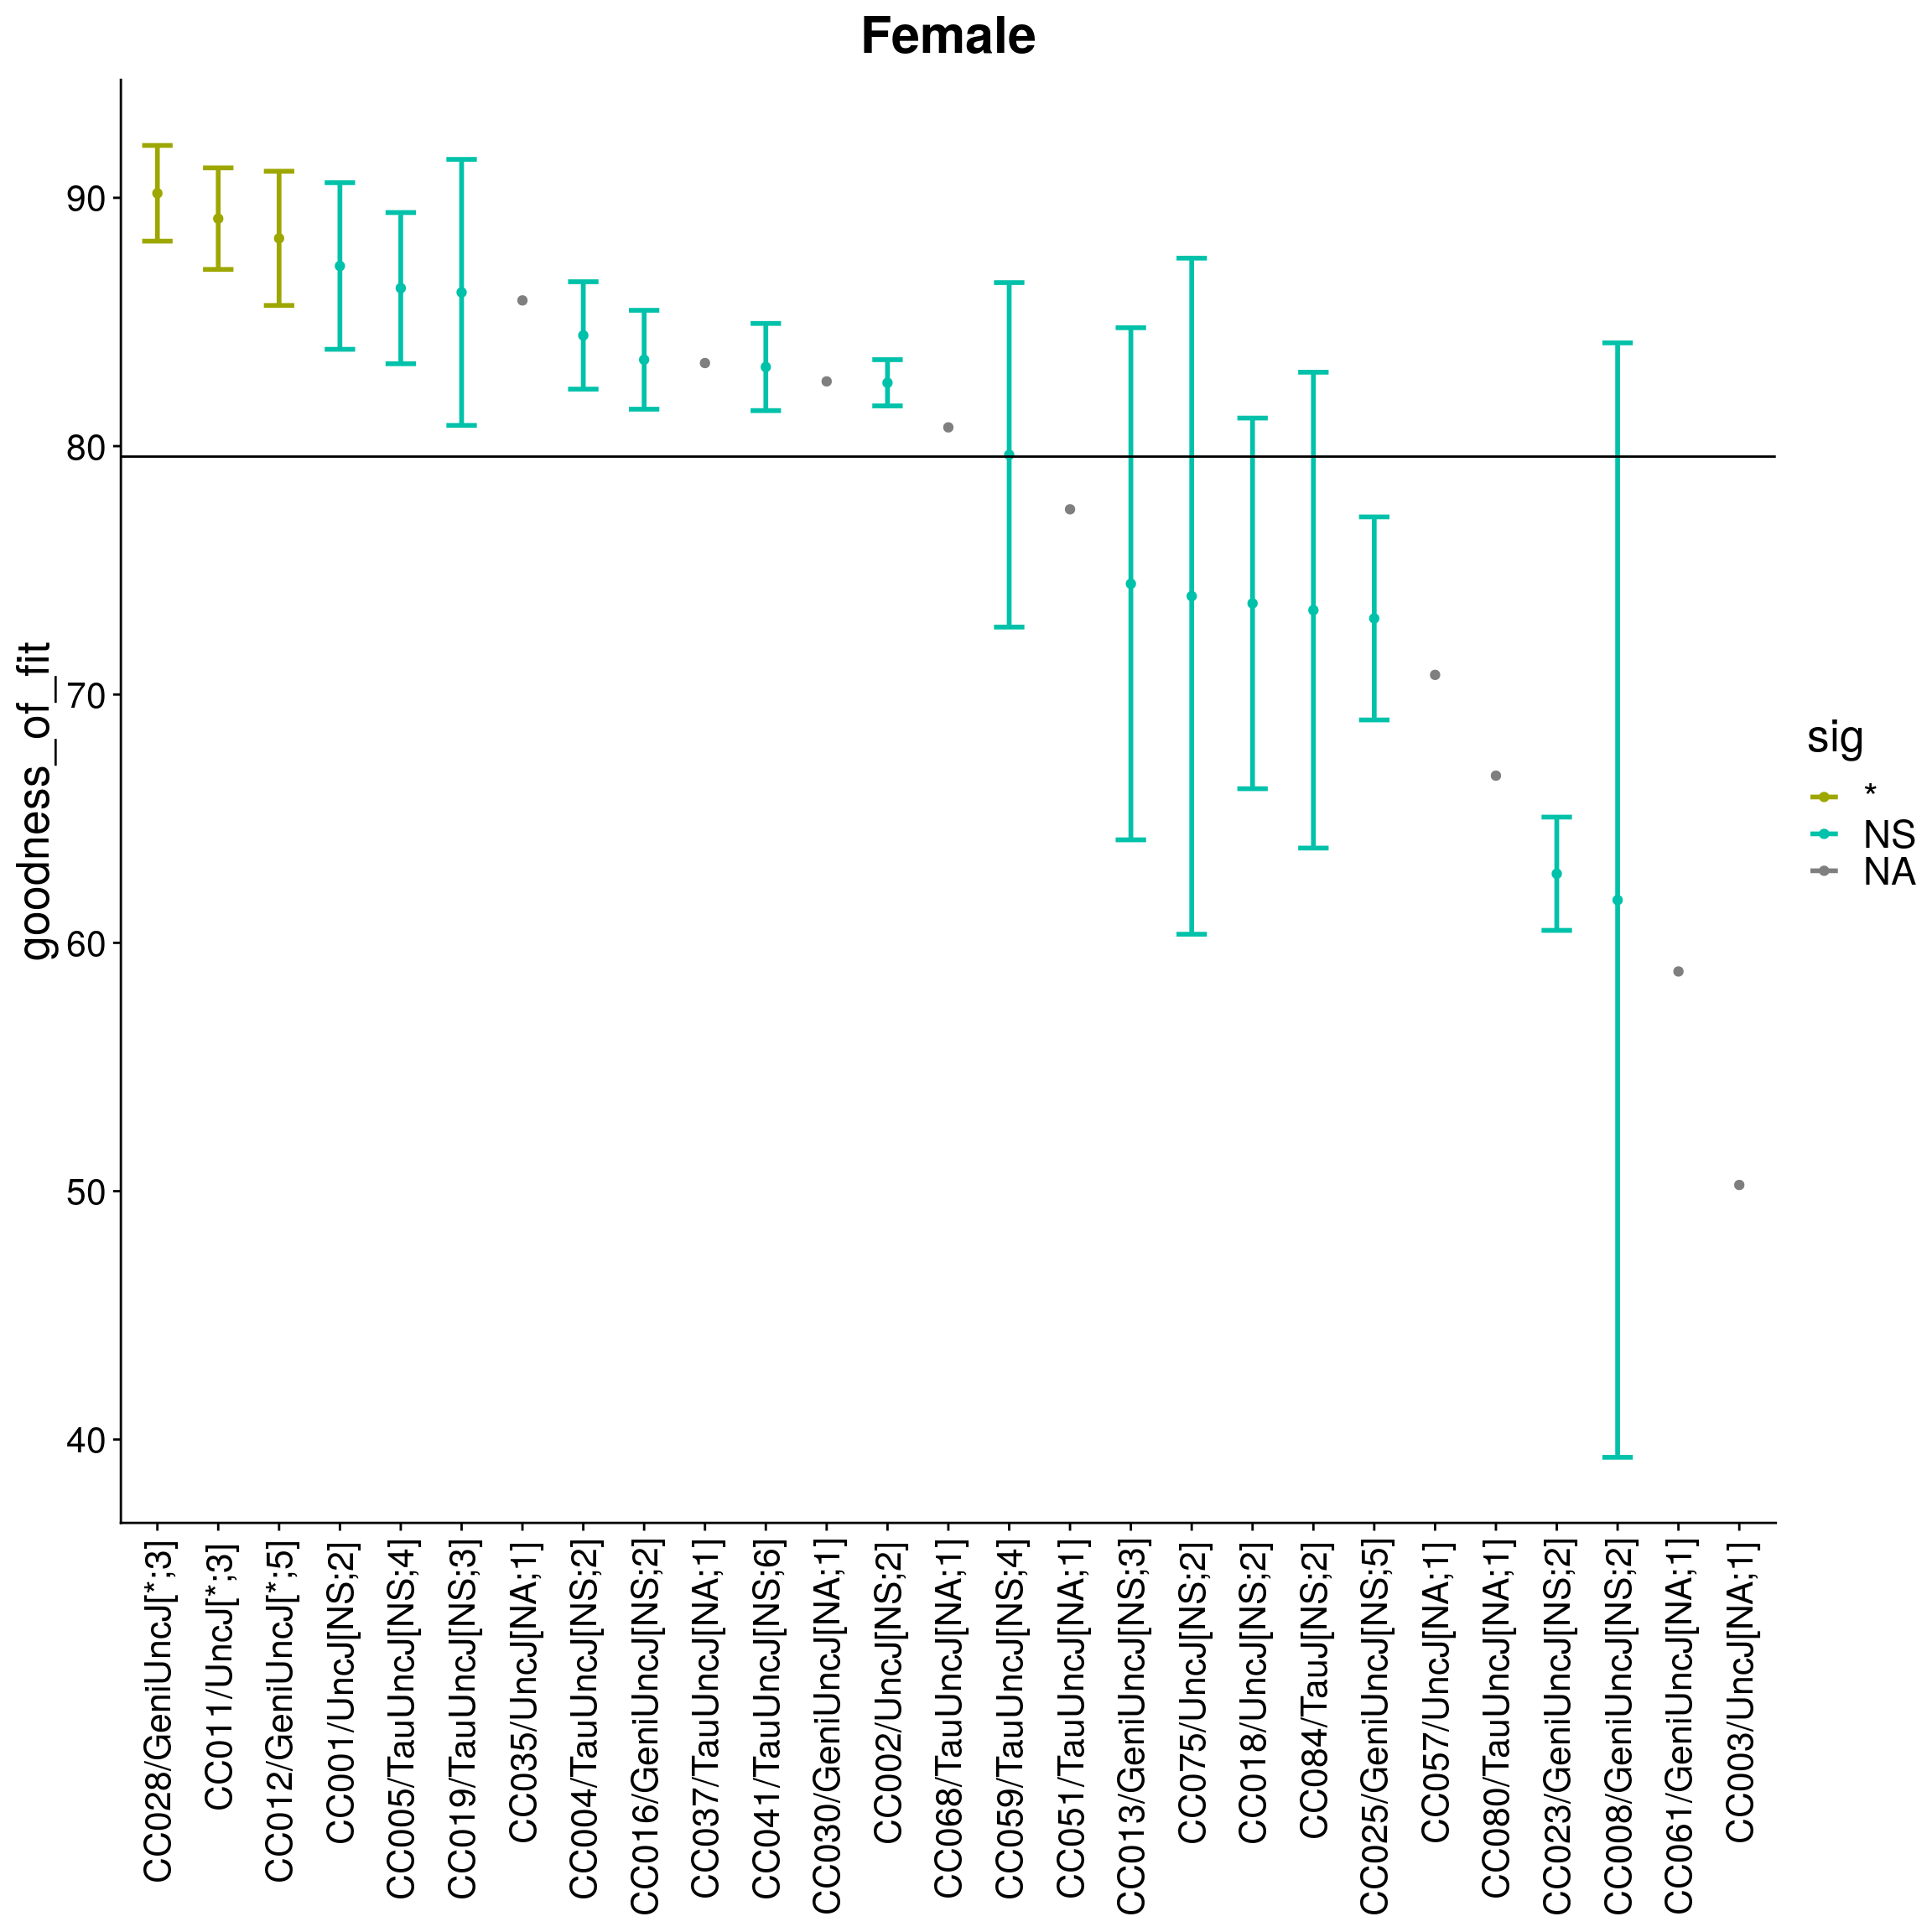 Female
goodness_of_fit
90
80
70
60
50
40
CC028/GeniUncJ[*;3]
CC011/UncJ[*;3]
CC012/GeniUncJ[*;5]
CC001/UncJ[NS;2]
CC005/TauUncJ[NS;4]
CC019/TauUncJ[NS;3]
CC035/UncJ[NA;1]
CC004/TauUncJ[NS;2]
CC016/GeniUncJ[NS;2]
CC037/TauUncJ[NA;1]
CC041/TauUncJ[NS;6]
CC030/GeniUncJ[NA;1]
CC002/UncJ[NS;2]
CC068/TauUncJ[NA;1]
CC059/TauUncJ[NS;4]
CC051/TauUncJ[NA;1]
CC013/GeniUncJ[NS;3]
CC075/UncJ[NS;2]
CC018/UncJ[NS;2]
CC084/TauJ[NS;2]
CC025/GeniUncJ[NS;5]
CC057/UncJ[NA;1]
CC080/TauUncJ[NA;1]
CC023/GeniUncJ[NS;2]
CC008/GeniUncJ[NS;2]
CC061/GeniUncJ[NA;1]
CC003/UncJ[NA;1]
sig
*
NS
NA